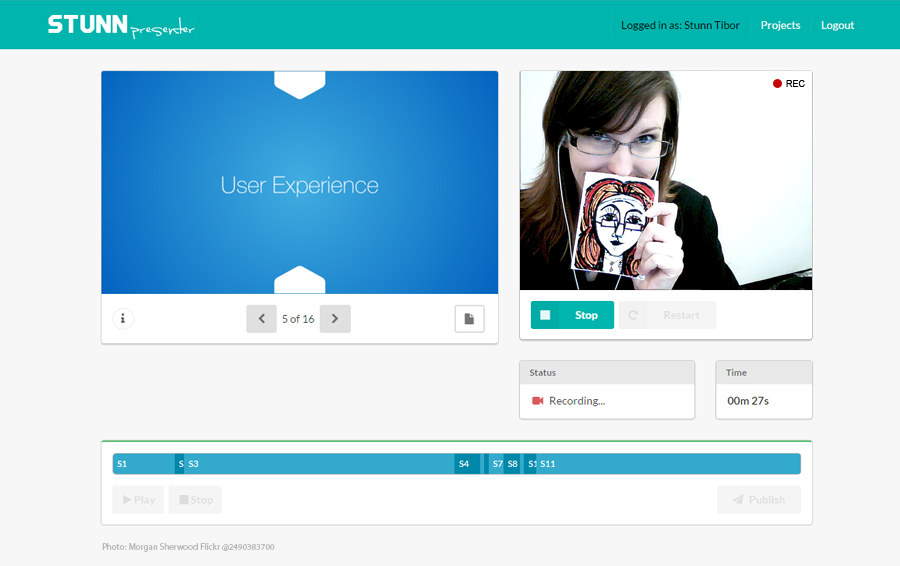 STUNN presenter
Logged in as: Stunn Tibor Projects Logout
User Experience
REC
5 of 16
Stop Restart
Status
Recording...
Time
00m 27s
S1 S S3 S4 S7 S8 S1 S11
Play Stop Publish
Photo: Morgan Sherwood Flickr @2490383700